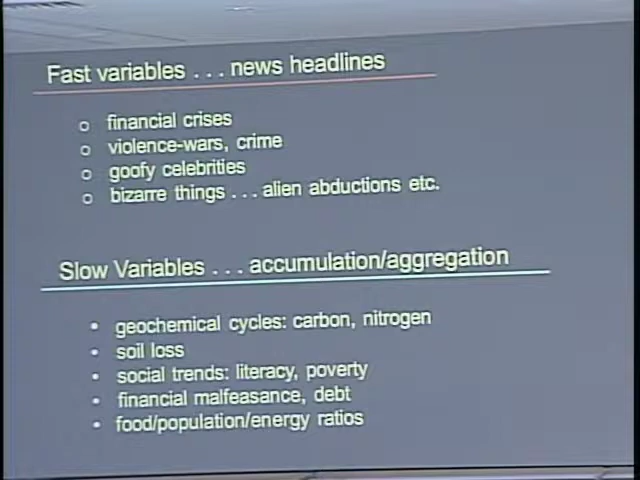 Fast variables . . . news headlines
o financial crises
o violence-wars, crime
o goofy celebrities
o bizarre things . . . alien abductions etc.
Slow Variables . . . accumulation/aggregation
• geochemical cycles: carbon, nitrogen
• soil loss
• social trends: literacy, poverty
• financial malfeasance, debt
• food/population/energy ratios